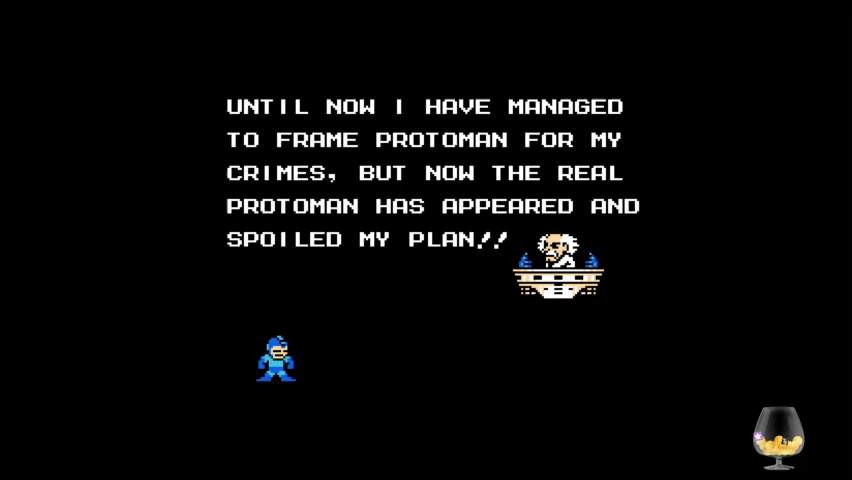 UNTIL NOW I HAVE MANAGED
TO FRAME PROTOMAN FOR MY
CRIMES, BUT NOW THE REAL
PROTOMAN HAS APPEARED AND
SPOILED MY PLAN!!